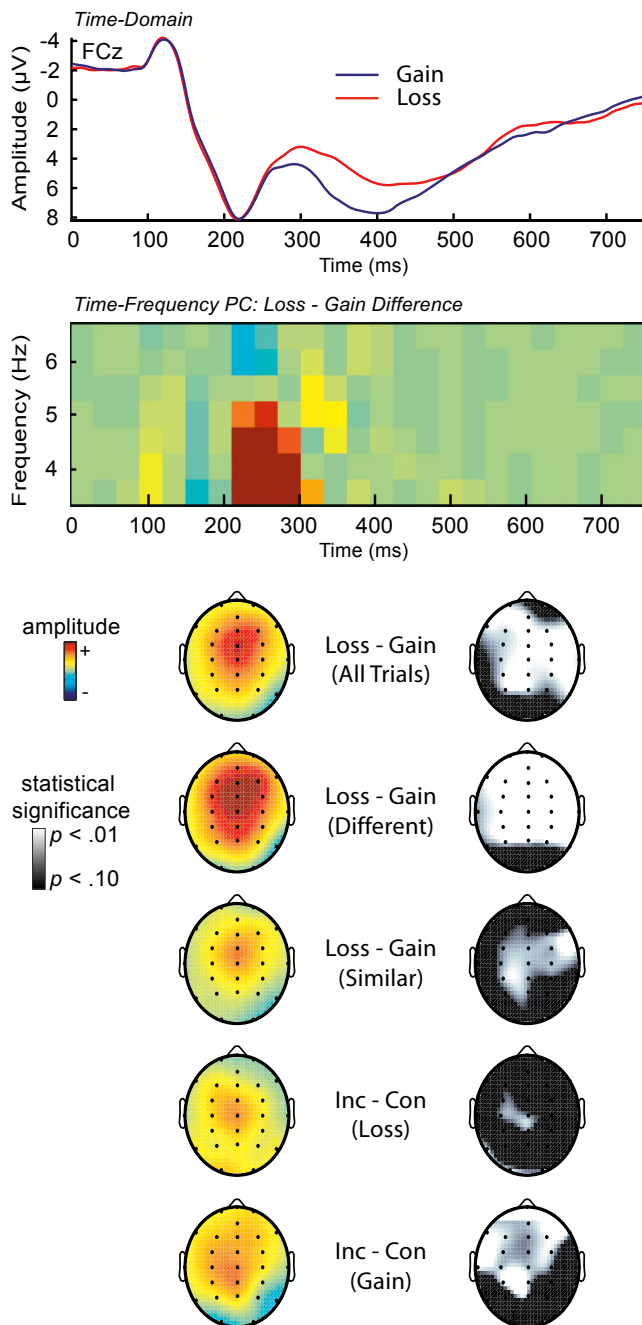 Time-Domain
FCz
-4
-2
0
2
4
6
8
Amplitude (µV)
Gain
Loss
0 100 200 300 400 500 600 700
Time (ms)
Time-Frequency PC: Loss - Gain Difference
6
5
4
Frequency (Hz)
0 100 200 300 400 500 600 700
Time (ms)
amplitude
+
-
Loss - Gain
(All Trials)
statistical
significance
p < .01
p < .10
Loss - Gain
(Different)
Loss - Gain
(Similar)
Inc - Con
(Loss)
Inc - Con
(Gain)